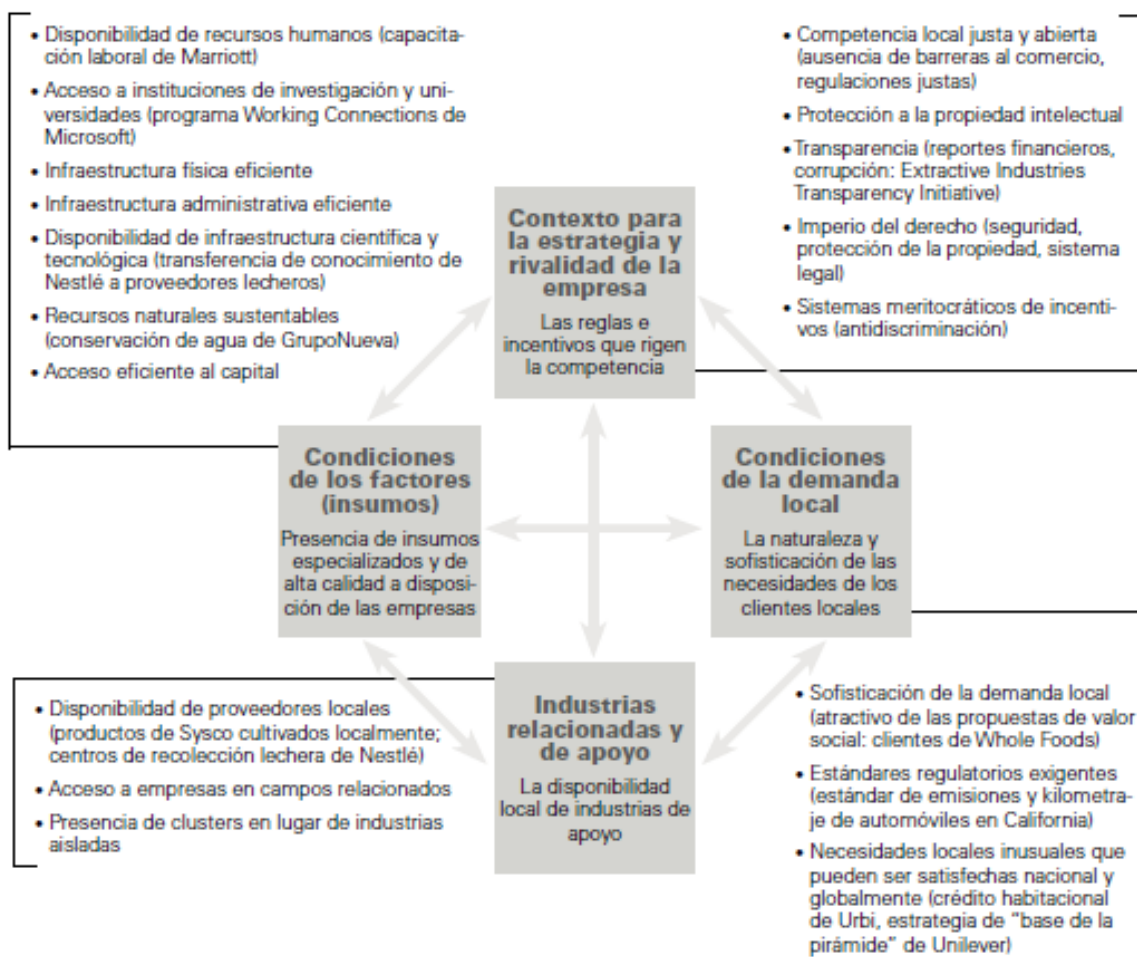 • Disponibilidad de recursos humanos (capacita-
ción laboral de Marriott)
• Acceso a instituciones de investigación y uni-
versidades (programa Working Connections de
Microsoft)
• Infraestructura física eficiente
• Infraestructura administrativa eficiente
• Disponibilidad de infraestructura científica y
tecnológica (transferencia de conocimiento de
Nestlé a proveedores lecheros)
• Recursos naturales sustentables
(conservación de agua de GrupoNueva)
• Acceso eficiente al capital
• Competencia local justa y abierta
(ausencia de barreras al comercio,
regulaciones justas)
• Protección a la propiedad intelectual
• Transparencia (reportes financieros,
corrupción: Extractive Industries
Transparency Initiative)
• Imperio del derecho (seguridad,
protección de la propiedad, sistema
legal)
• Sistemas meritocráticos de incenti-
vos (antidiscriminación)
Contexto para
la estrategia y
rivalidad de la
empresa
Las reglas e
incentivos que rigen
la competencia
Condiciones
de los factores
(insumos)
Presencia de insumos
especializados y de
alta calidad a disposi-
ción de las empresas
Condiciones
de la demanda
local
La naturaleza y
sofisticación de las
necesidades de los
clientes locales
Industrias
relacionadas y
de apoyo
La disponibilidad
local de industrias de
apoyo
• Disponibilidad de proveedores locales
(productos de Sysco cultivados localmente;
centros de recolección lechera de Nestlé)
• Acceso a empresas en campos relacionados
• Presencia de clusters en lugar de industrias
aisladas
• Sofisticación de la demanda local
(atractivo de las propuestas de valor
social: clientes de Whole Foods)
• Estándares regulatorios exigentes
(estándar de emisiones y kilometra-
je de automóviles en California)
• Necesidades locales inusuales que
pueden ser satisfechas nacional y
globalmente (crédito habitacional
de Urbi, estrategia de “base de la
pirámide” de Unilever)